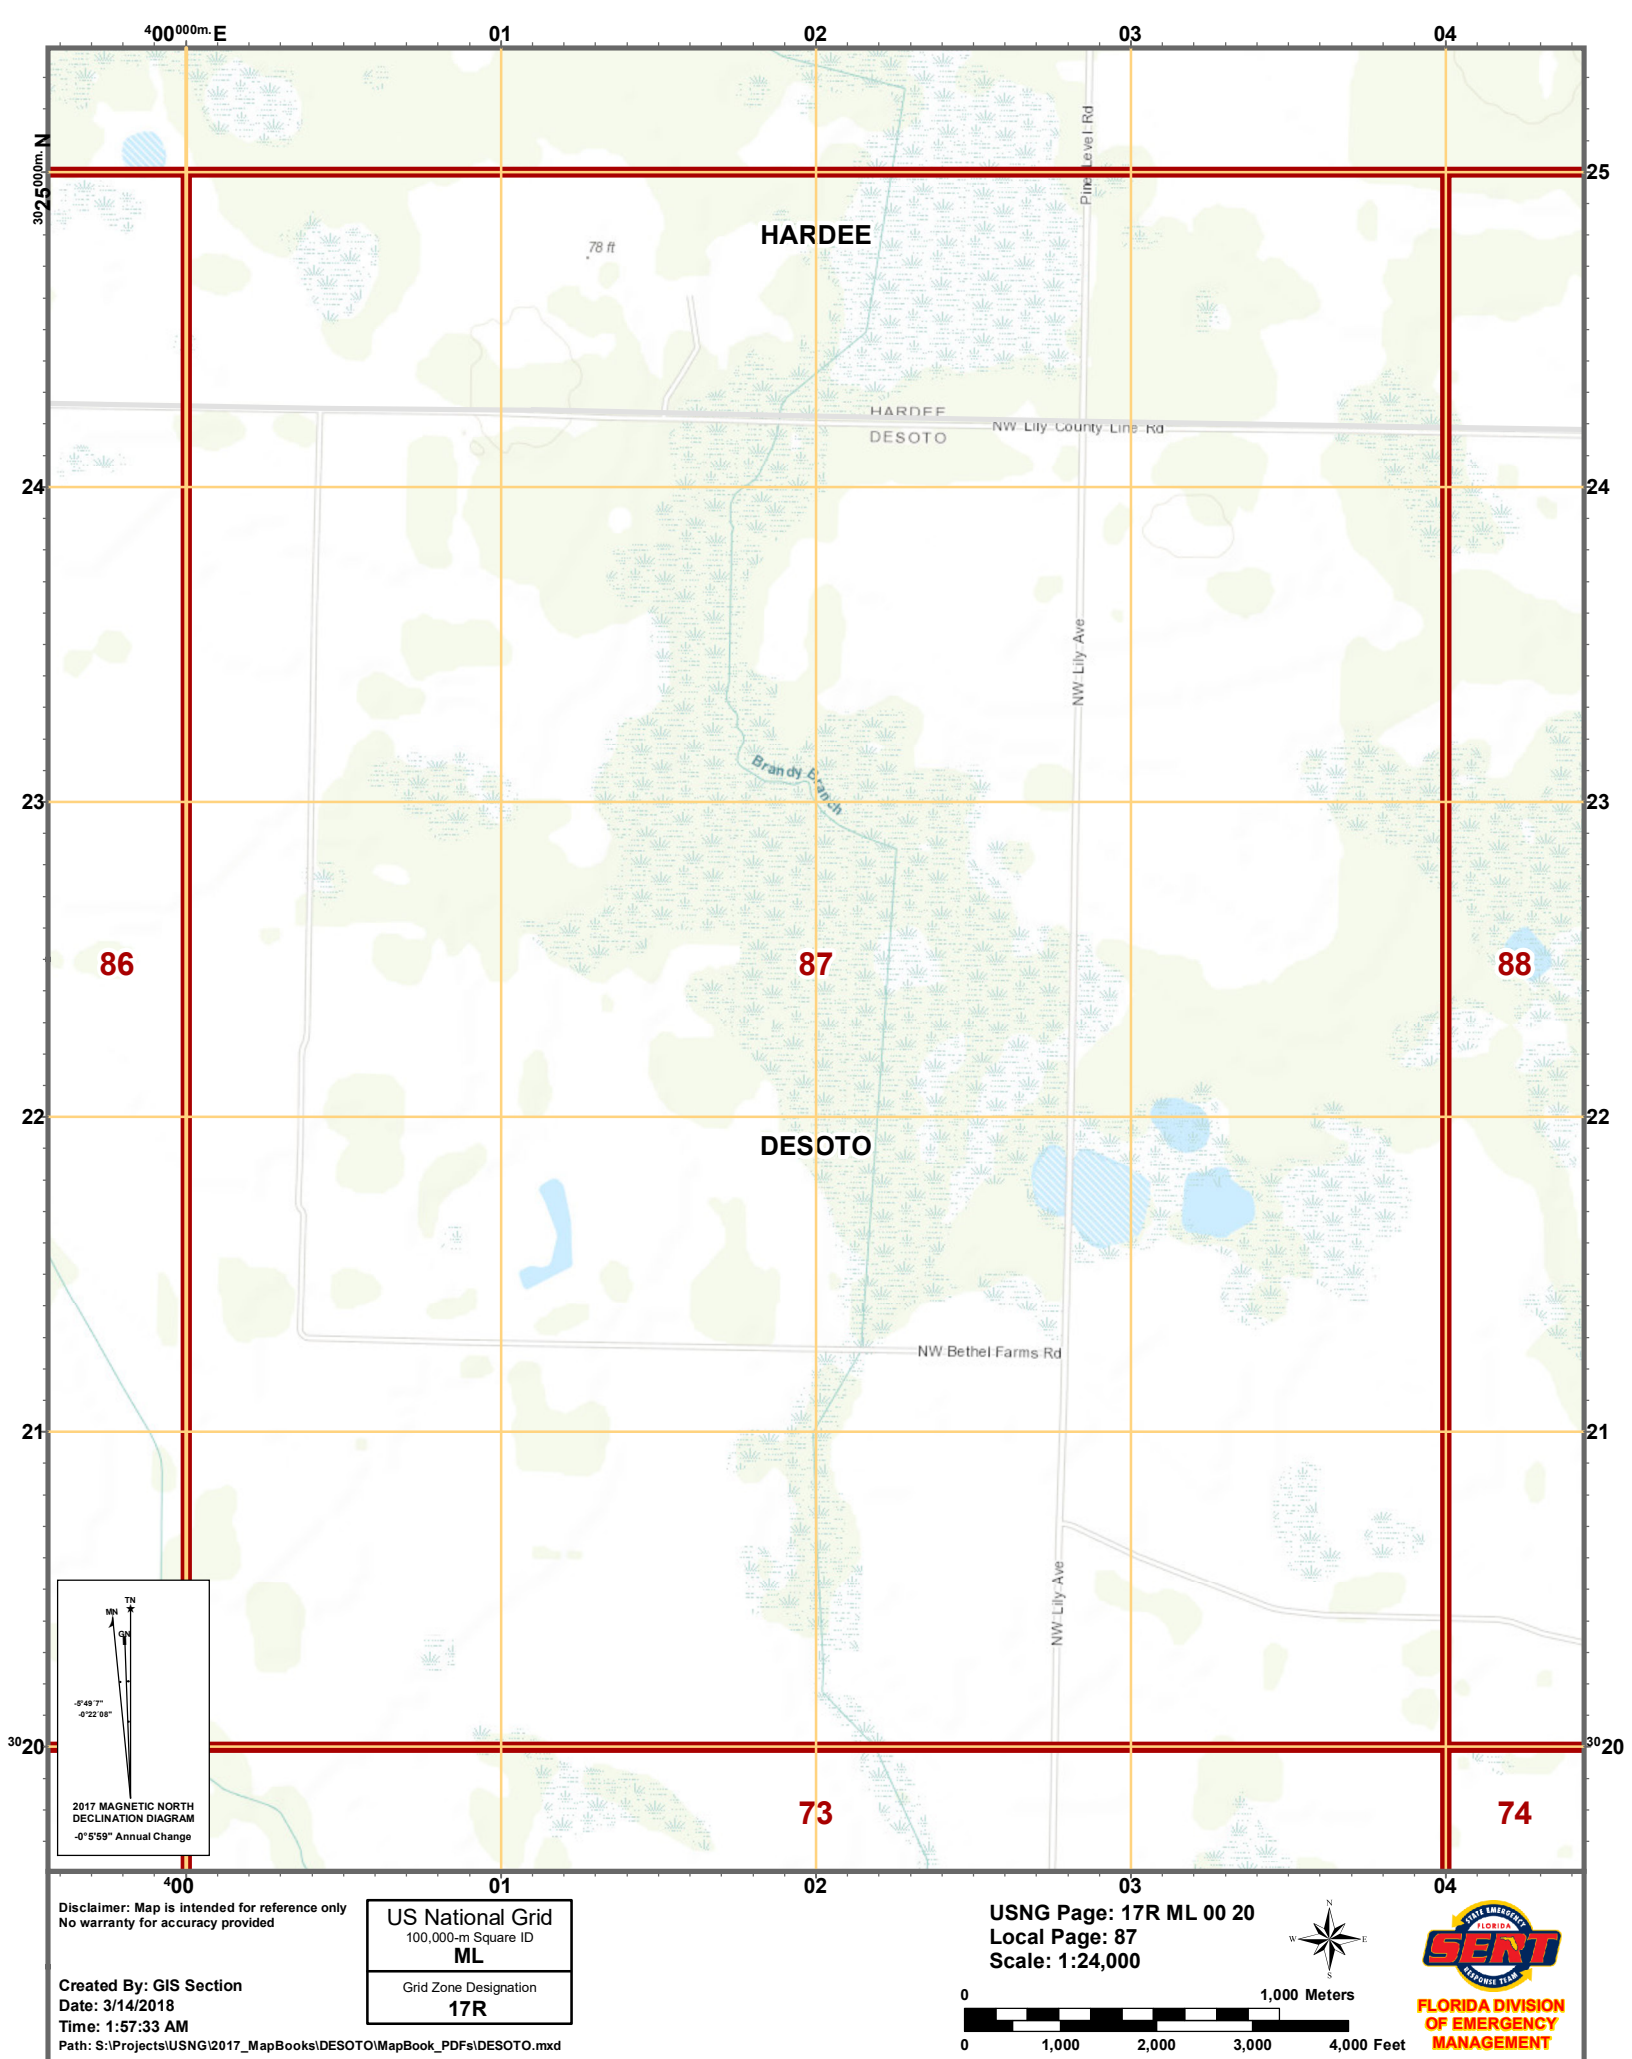 400000m. E 01 02 03 04
3025000m. N
25
Pine Level Rd
HARDEE
78 ft
HARDEE
DESOTO
NW Lily County Line Rd
24
24
NW Lily Ave
Brandy Branch
23
23
86
87
88
22
22
DESOTO
NW Bethel Farms Rd
21
21
NW Lily Ave
TN
MN
GN
-5°49'7"
-0°22'08"
2017 MAGNETIC NORTH
DECLINATION DIAGRAM
-0°5'59" Annual Change
3020
3020
73
74
400 01 02 03 04
Disclaimer: Map is intended for reference only
No warranty for accuracy provided
Created By: GIS Section
Date: 3/14/2018
Time: 1:57:33 AM
Path: S:\Projects\USNG\2017_MapBooks\DESOTO\MapBook_PDFs\DESOTO.mxd
US National Grid
100,000-m Square ID
ML
Grid Zone Designation
17R
USNG Page: 17R ML 00 20
Local Page: 87
Scale: 1:24,000
N
W E
S
0 1,000 Meters
0 1,000 2,000 3,000 4,000 Feet
STATE EMERGENCY
FLORIDA
SERT
RESPONSE TEAM
FLORIDA DIVISION
OF EMERGENCY
MANAGEMENT